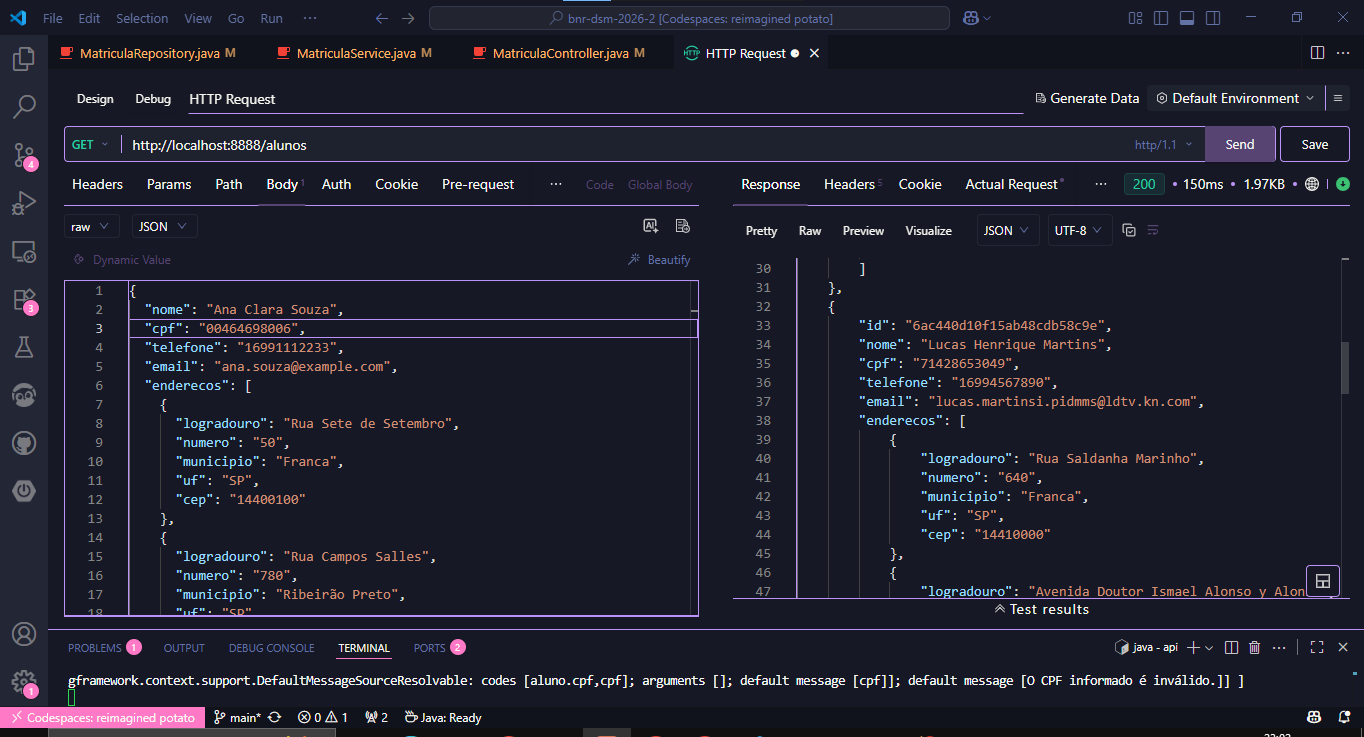 File Edit Selection View Go Run ··· bnr-dsm-2026-2 [Codespaces: reimagined potato]
MatriculaRepository.java M MatriculaService.java M MatriculaController.java M HTTP HTTP Request
Design Debug HTTP Request Generate Data Default Environment
GET http://localhost:8888/alunos http/1.1 Send Save
Headers Params Path Body 1 Auth Cookie Pre-request ··· Code Global Body
raw JSON
Dynamic Value Beautify
1 {
2 "nome": "Ana Clara Souza",
3 "cpf": "00464698006",
4 "telefone": "16991112233",
5 "email": "ana.souza@example.com",
6 "enderecos": [
7 {
8 "logradouro": "Rua Sete de Setembro",
9 "numero": "50",
10 "municipio": "Franca",
11 "uf": "SP",
12 "cep": "14400100"
13 },
14 {
15 "logradouro": "Rua Campos Salles",
16 "numero": "780",
17 "municipio": "Ribeirão Preto",
18 "uf": "SP"
Response Headers 5 Cookie Actual Request ··· 200 • 150ms • 1.97KB •
Pretty Raw Preview Visualize JSON UTF-8
30 ]
31 },
32 {
33 "id": "6ac440d10f15ab48cdb58c9e",
34 "nome": "Lucas Henrique Martins",
35 "cpf": "71428653049",
36 "telefone": "16994567890",
37 "email": "lucas.martinsi.pidmms@ldtv.kn.com",
38 "enderecos": [
39 {
40 "logradouro": "Rua Saldanha Marinho",
41 "numero": "640",
42 "municipio": "Franca",
43 "uf": "SP",
44 "cep": "14410000"
45 },
46 {
47 "logradouro": "Avenida Doutor Ismael Alonso y Alon
Test results
4
3
1
PROBLEMS 1 OUTPUT DEBUG CONSOLE TERMINAL PORTS 2 java - api
gframework.context.support.DefaultMessageSourceResolvable: codes [aluno.cpf,cpf]; arguments []; default message [cpf]]; default message [O CPF informado é inválido.]] ]
Codespaces: reimagined potato main* 0 1 2 Java: Ready